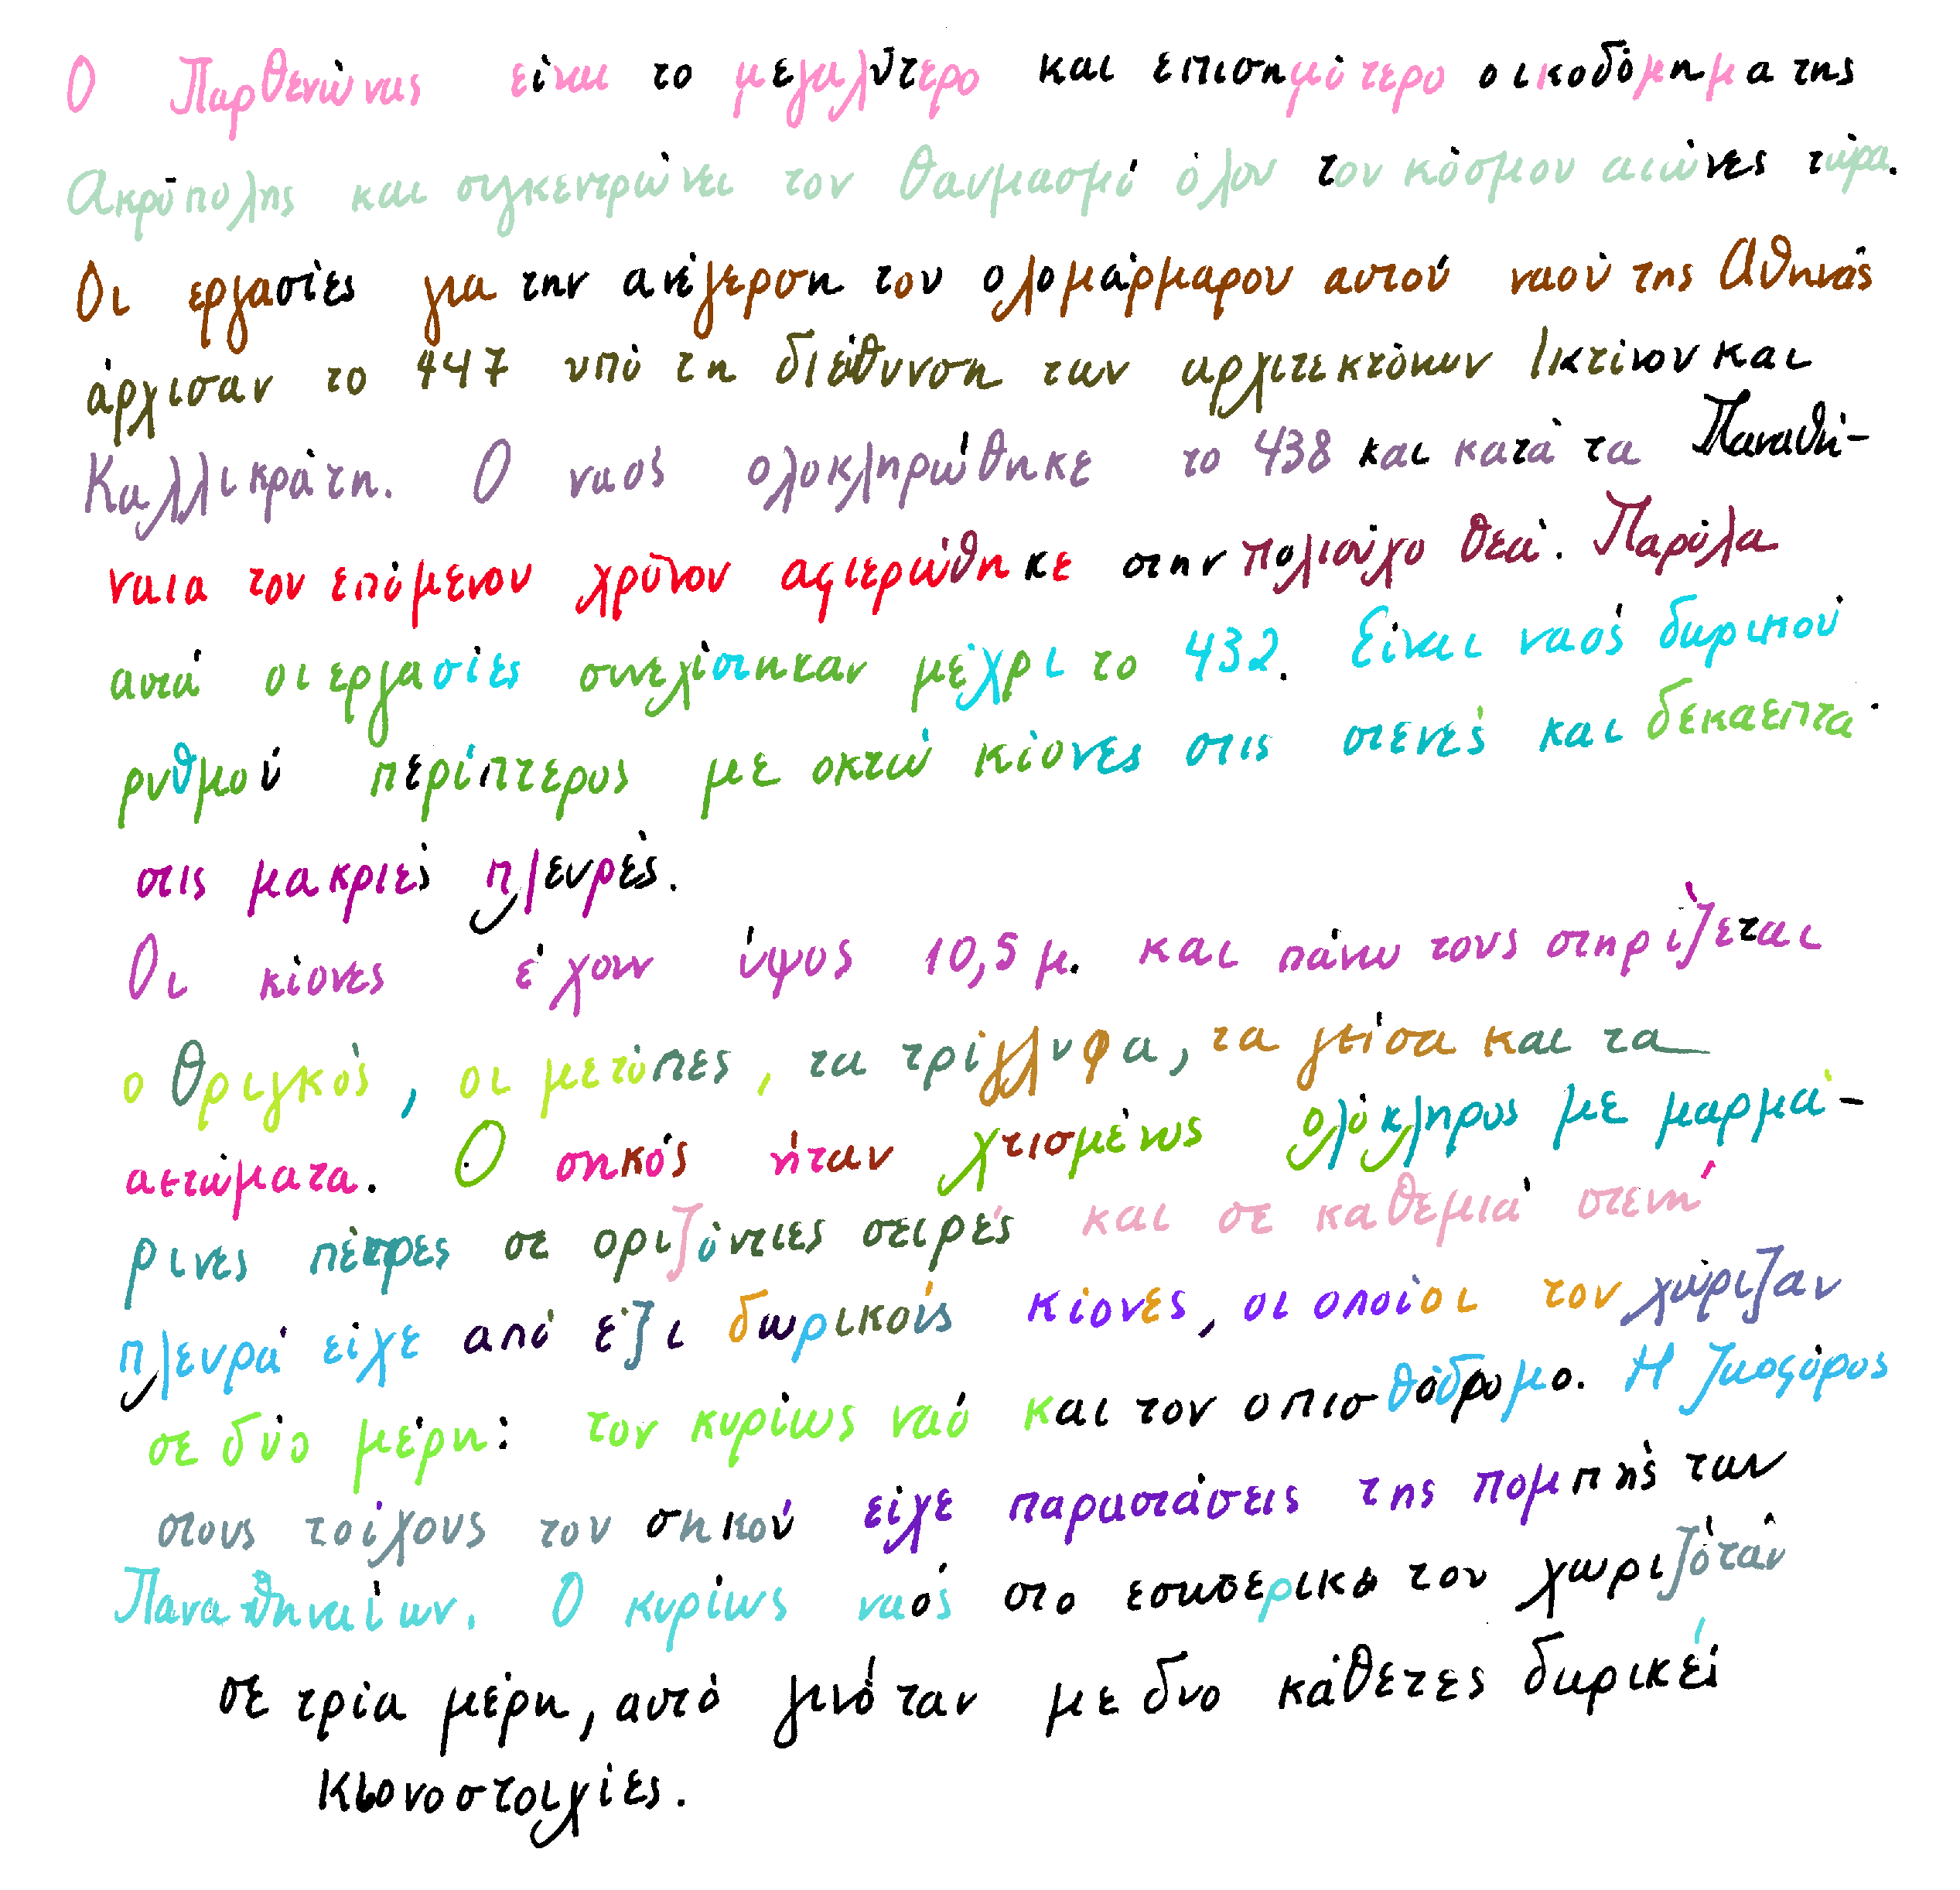 Ο Παρθενώνας είναι το μεγαλύτερο και επισημότερο οικοδόμημα της
Ακρόπολης και συγκεντρώνει τον θαυμασμό όλου του κόσμου αιώνες τώρα.
Οι εργασίες για την ανέγερση του ολομάρμαρου αυτού ναού της Αθηνάς
άρχισαν το 447 υπό τη διεύθυνση των αρχιτεκτόνων Ικτίνου και
Καλλικράτη. Ο ναός ολοκληρώθηκε το 438 και κατά τα Παναθή-
ναια του επόμενου χρόνου αφιερώθηκε στην πολιούχο θεά. Παρόλα
αυτά οι εργασίες συνεχίστηκαν μέχρι το 432. Είναι ναός δωρικού
ρυθμού περίπτερος με οκτώ κίονες στις στενές και δεκαεπτά
στις μακριές πλευρές.
Οι κίονες έχουν ύψος 10,5 μ. και πάνω τους στηρίζεται
ο θριγκός, οι μετόπες, τα τρίγλυφα, τα γείσα και τα
αετώματα. Ο σηκός ήταν χτισμένος ολόκληρος με μαρμά-
ρινες πέτρες σε οριζόντιες σειρές και σε καθεμιά στενή
πλευρά είχε από έξι δωρικούς κίονες, οι οποίοι τον χώριζαν
σε δύο μέρη: τον κυρίως ναό και τον οπισθόδρομο. Η ζωοφόρος
στους τοίχους του σηκού είχε παραστάσεις της πομπής των
Παναθηναίων. Ο κυρίως ναός στο εσωτερικό του χωριζόταν
σε τρία μέρη, αυτό γινόταν με δυο κάθετες δωρικές
κιονοστοιχίες.